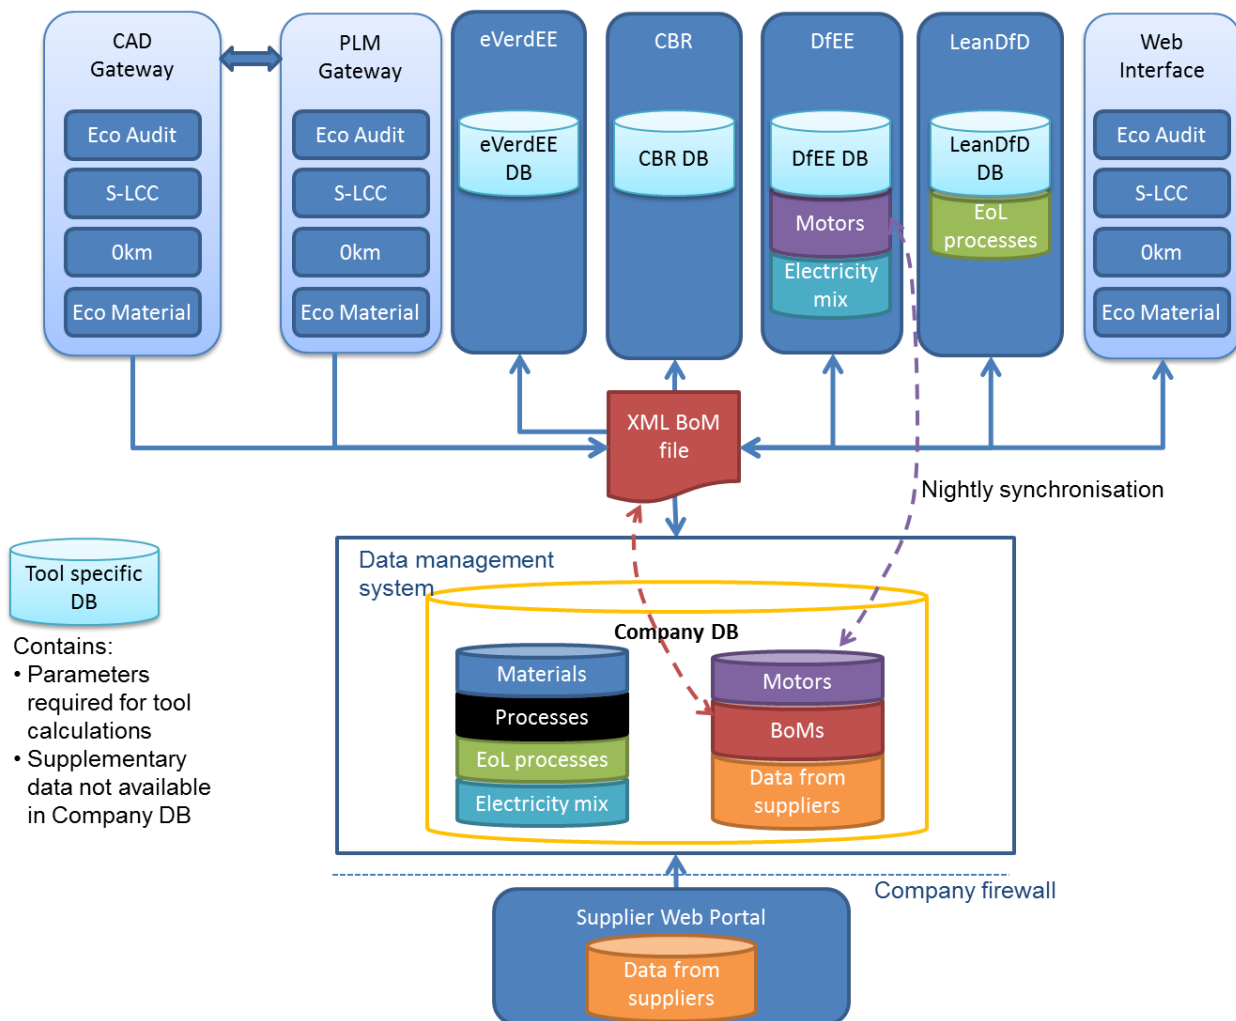 CAD
Gateway
Eco Audit
S-LCC
0km
Eco Material
PLM
Gateway
Eco Audit
S-LCC
0km
Eco Material
eVerdEE
eVerdEE
DB
CBR
CBR DB
DfEE
DfEE DB
Motors
Electricity
mix
LeanDfD
LeanDfD
DB
EoL
processes
Web
Interface
Eco Audit
S-LCC
0km
Eco Material
XML BoM
file
Nightly synchronisation
Tool specific
DB
Contains:
• Parameters
required for tool
calculations
• Supplementary
data not available
in Company DB
Data management
system
Company DB
Materials
Processes
EoL processes
Electricity mix
Motors
BoMs
Data from
suppliers
Company firewall
Supplier Web Portal
Data from
suppliers